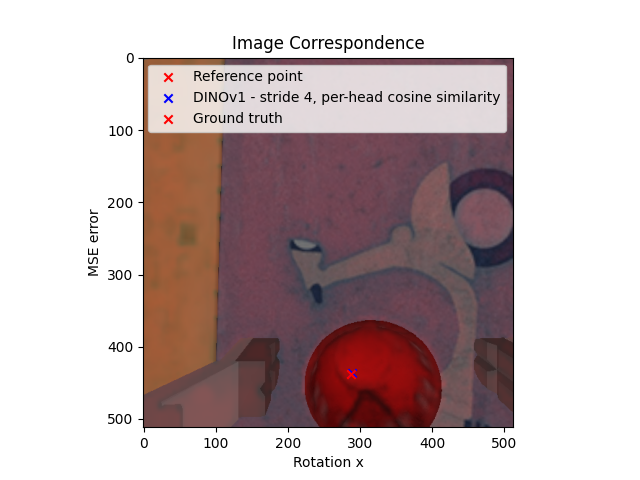 Image Correspondence
Reference point
DINOv1 - stride 4, per-head cosine similarity
Ground truth
0
100
200
300
400
500
MSE error
0
100
200
300
400
500
Rotation x